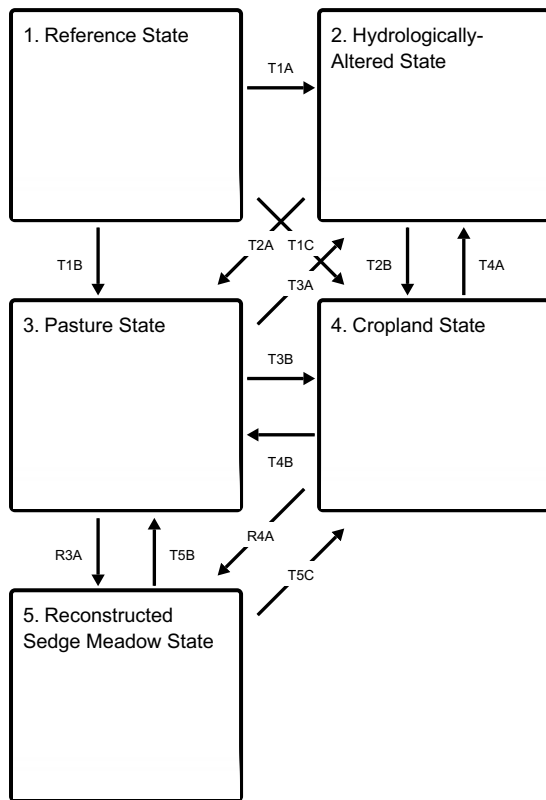 1. Reference State
2. Hydrologically-
Altered State
T1A
T1B
T2A
T1C
T3A
T2B
T4A
3. Pasture State
4. Cropland State
T3B
T4B
R3A
T5B
R4A
T5C
5. Reconstructed
Sedge Meadow State